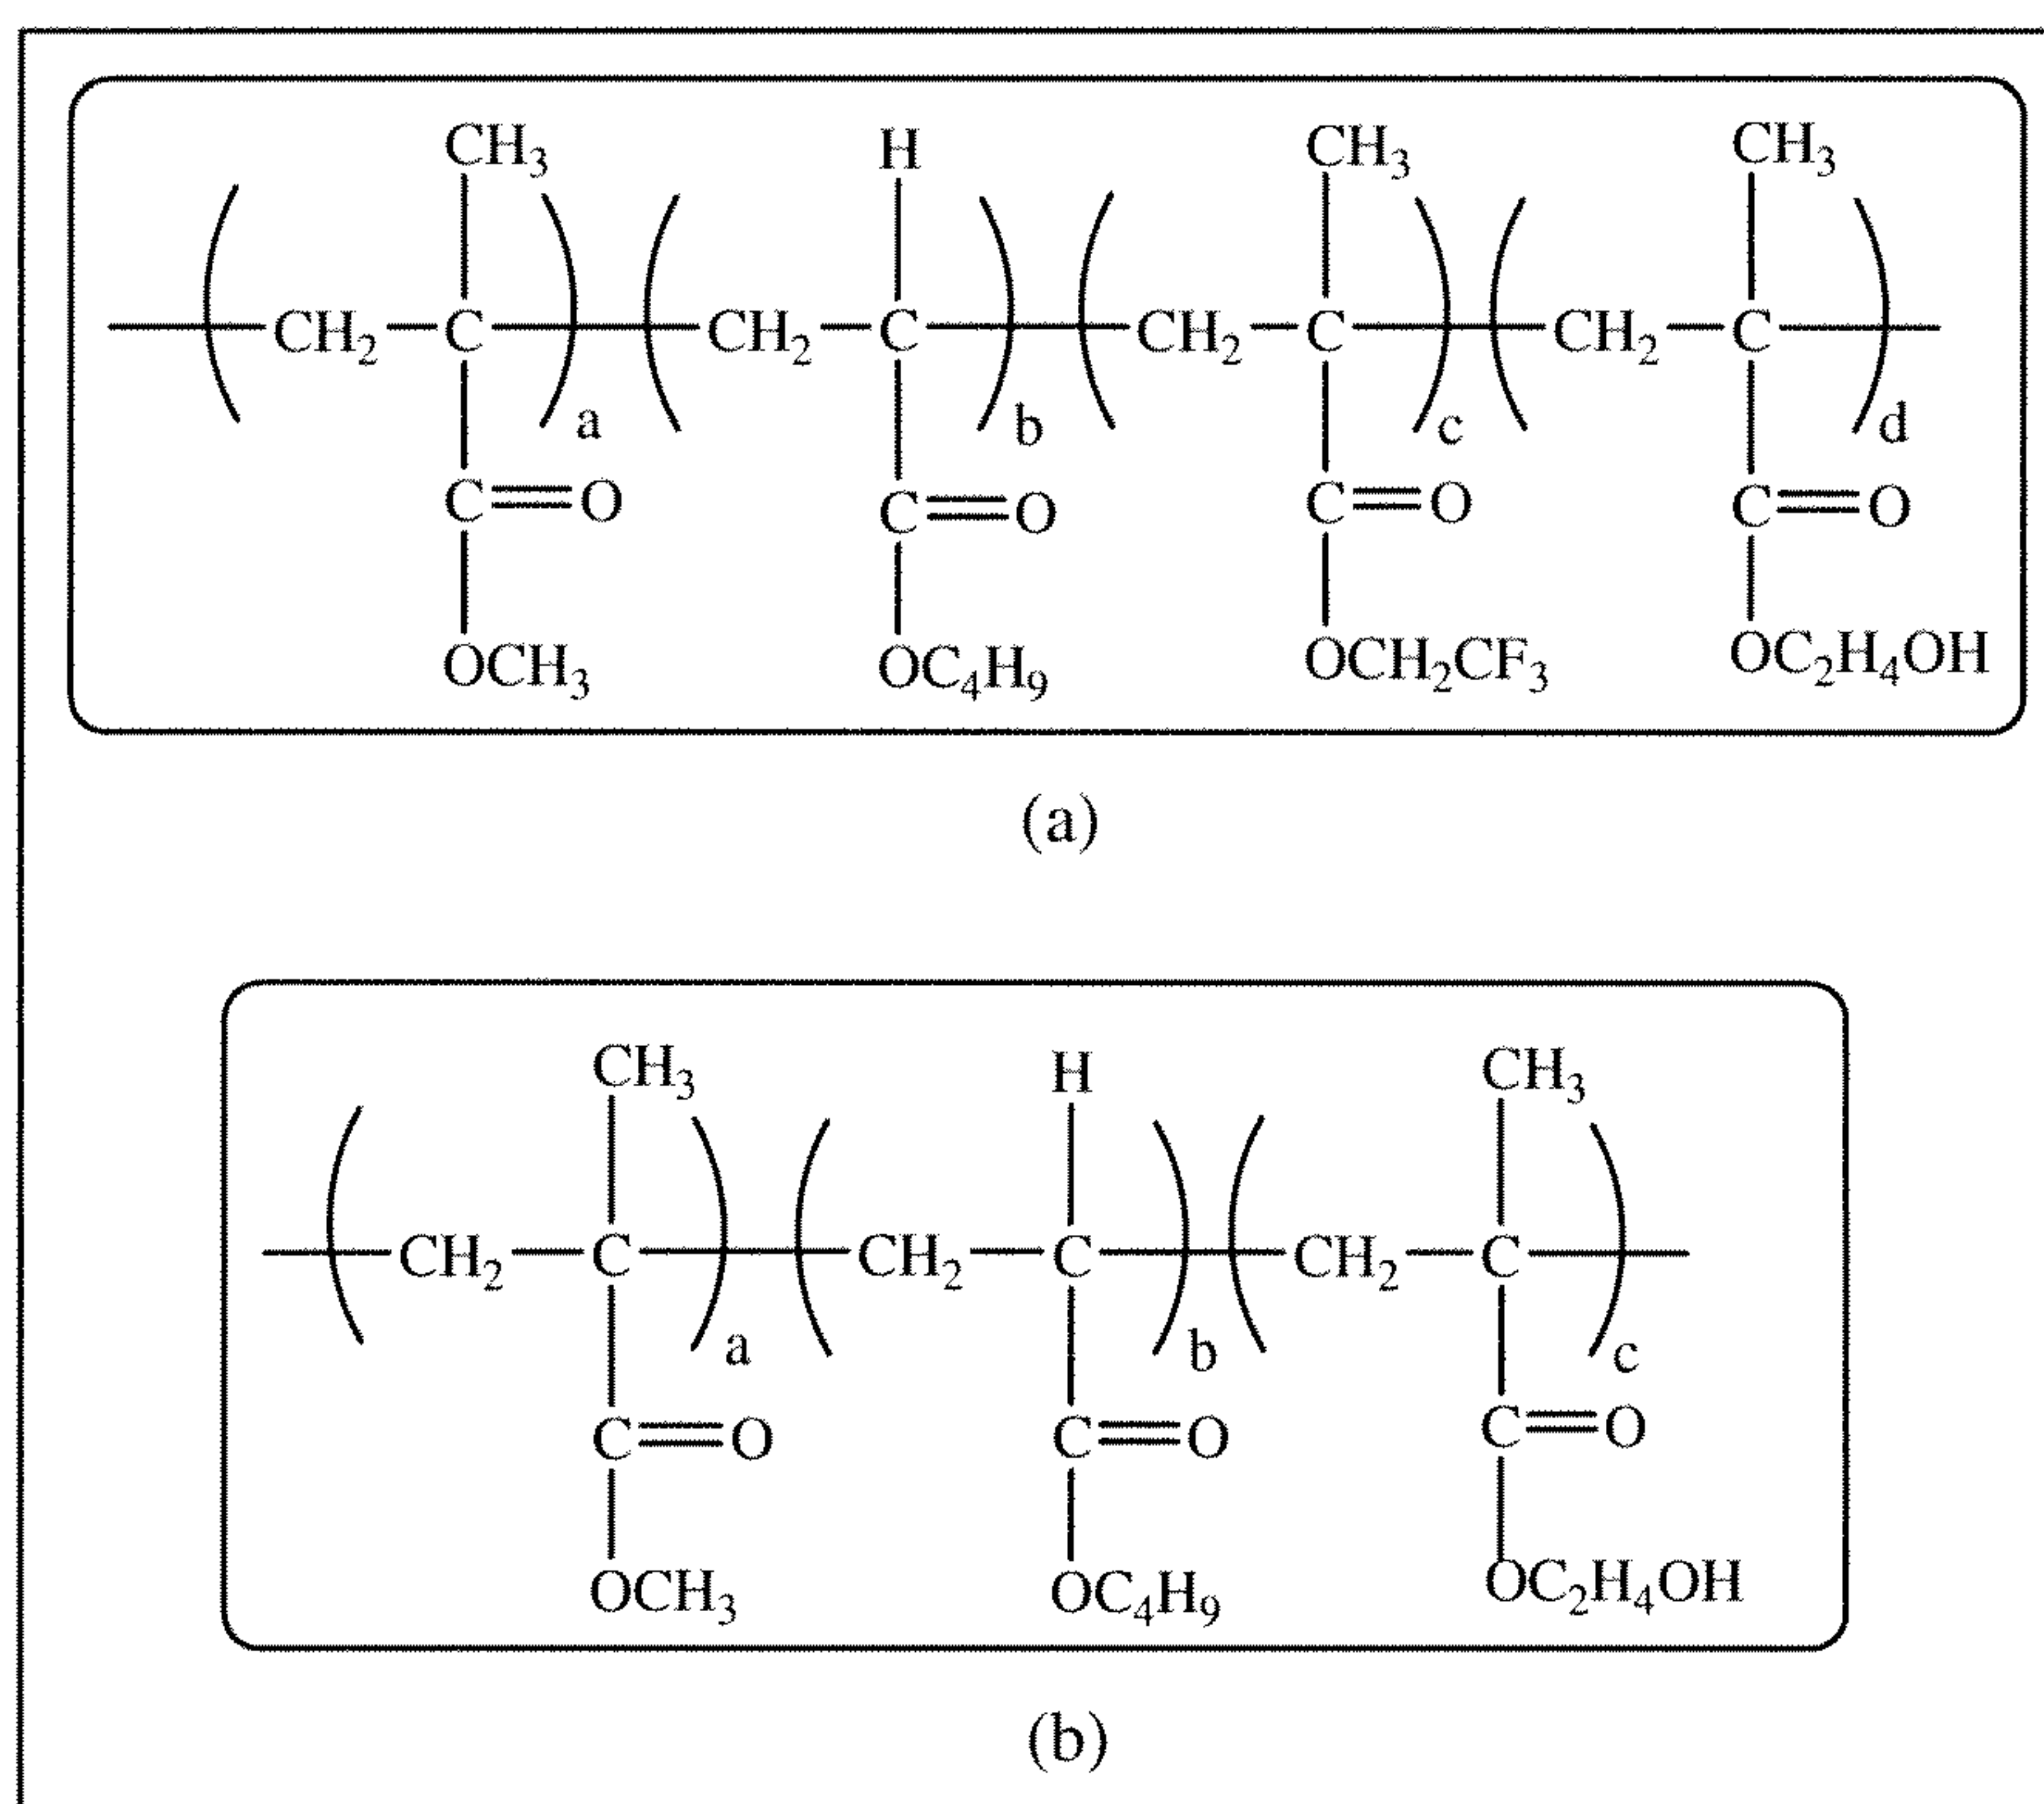 CH₃ H CH₃ CH₃
CH₂ C CH₂ C CH₂ C CH₂ C
a b c d
C O C O C O C O
OCH₃ OC₄H₉ OCH₂CF₃ OC₂H₄OH
(a)
CH₃ H CH₃
CH₂ C CH₂ C CH₂ C
a b c
C O C O C O
OCH₃ OC₄H₉ OC₂H₄OH
(b)